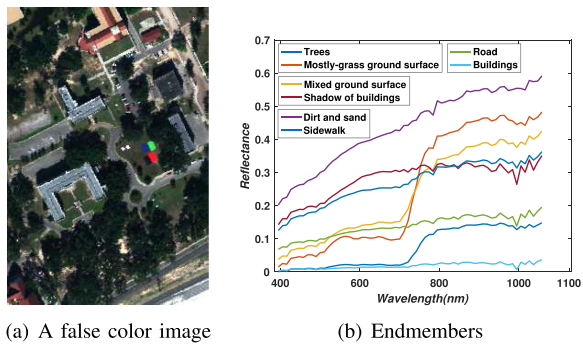 0.7
0.6
0.5
0.4
0.3
0.2
0.1
0
Reflectance
Trees
Mostly-grass ground surface
Mixed ground surface
Shadow of buildings
Dirt and sand
Sidewalk
Road
Buildings
400 600 800 1000 1100
Wavelength(nm)
(a) A false color image (b) Endmembers